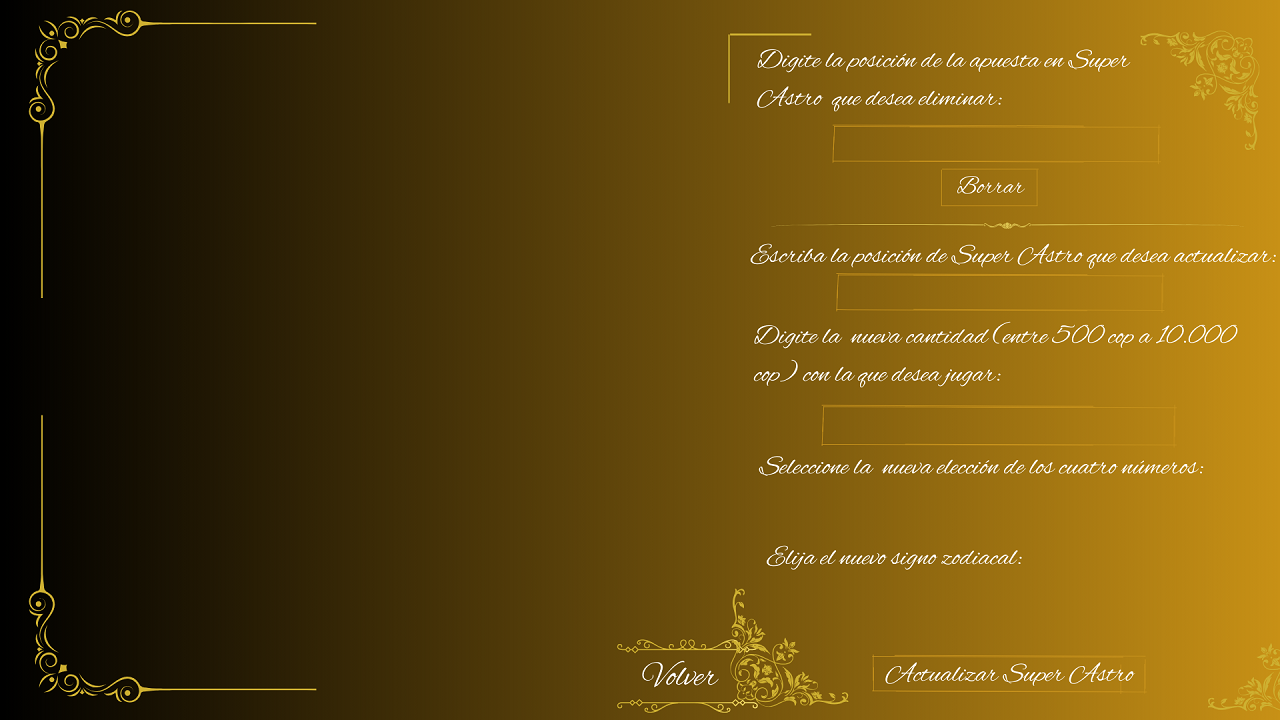 Digite la posición de la apuesta en Super
Astro que desea eliminar:
Borrar
Escriba la posición de Super Astro que desea actualizar:
Digite la nueva cantidad (entre 500 cop a 10.000
cop) con la que desea jugar:
Seleccione la nueva elección de los cuatro números:
Elija el nuevo signo zodiacal:
Volver
Actualizar Super Astro